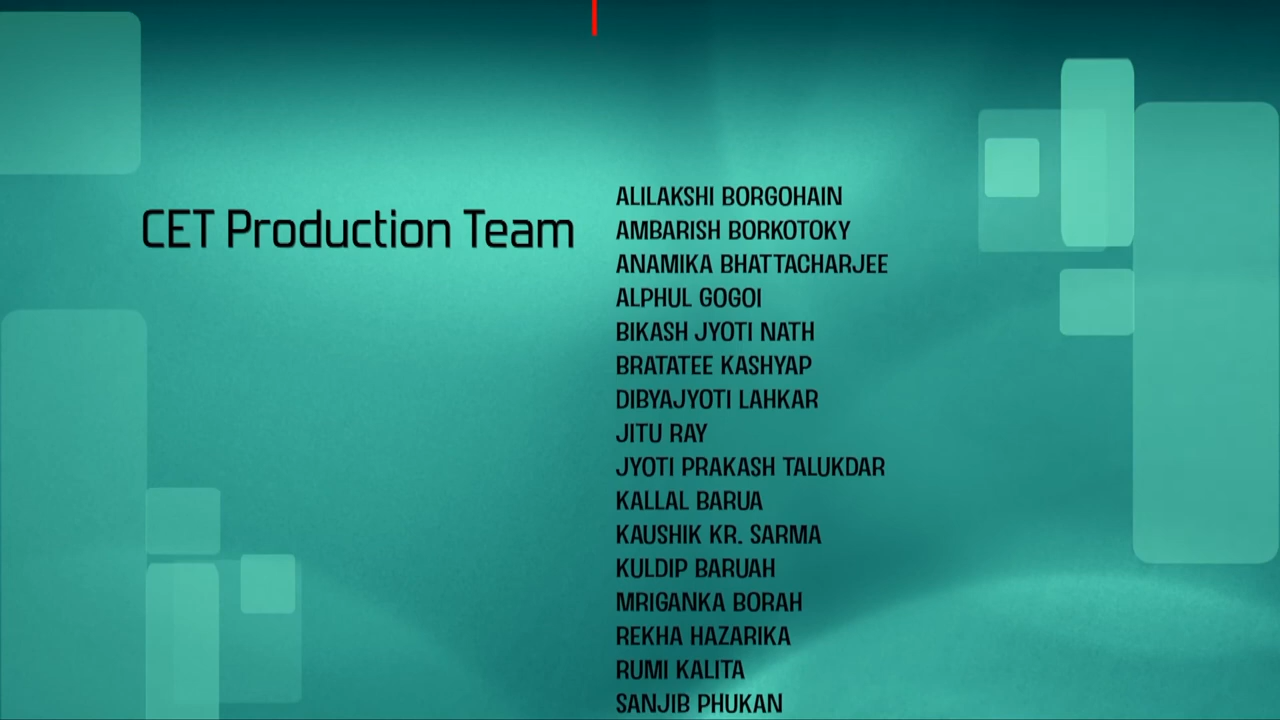 CET Production Team
ALILAKSHI BORGOHAIN
AMBARISH BORKOTOKY
ANAMIKA BHATTACHARJEE
ALPHUL GOGOI
BIKASH JYOTI NATH
BRATATEE KASHYAP
DIBYAJYOTI LAHKAR
JITU RAY
JYOTI PRAKASH TALUKDAR
KALLAL BARUA
KAUSHIK KR. SARMA
KULDIP BARUAH
MRIGANKA BORAH
REKHA HAZARIKA
RUMI KALITA
SANJIB PHUKAN